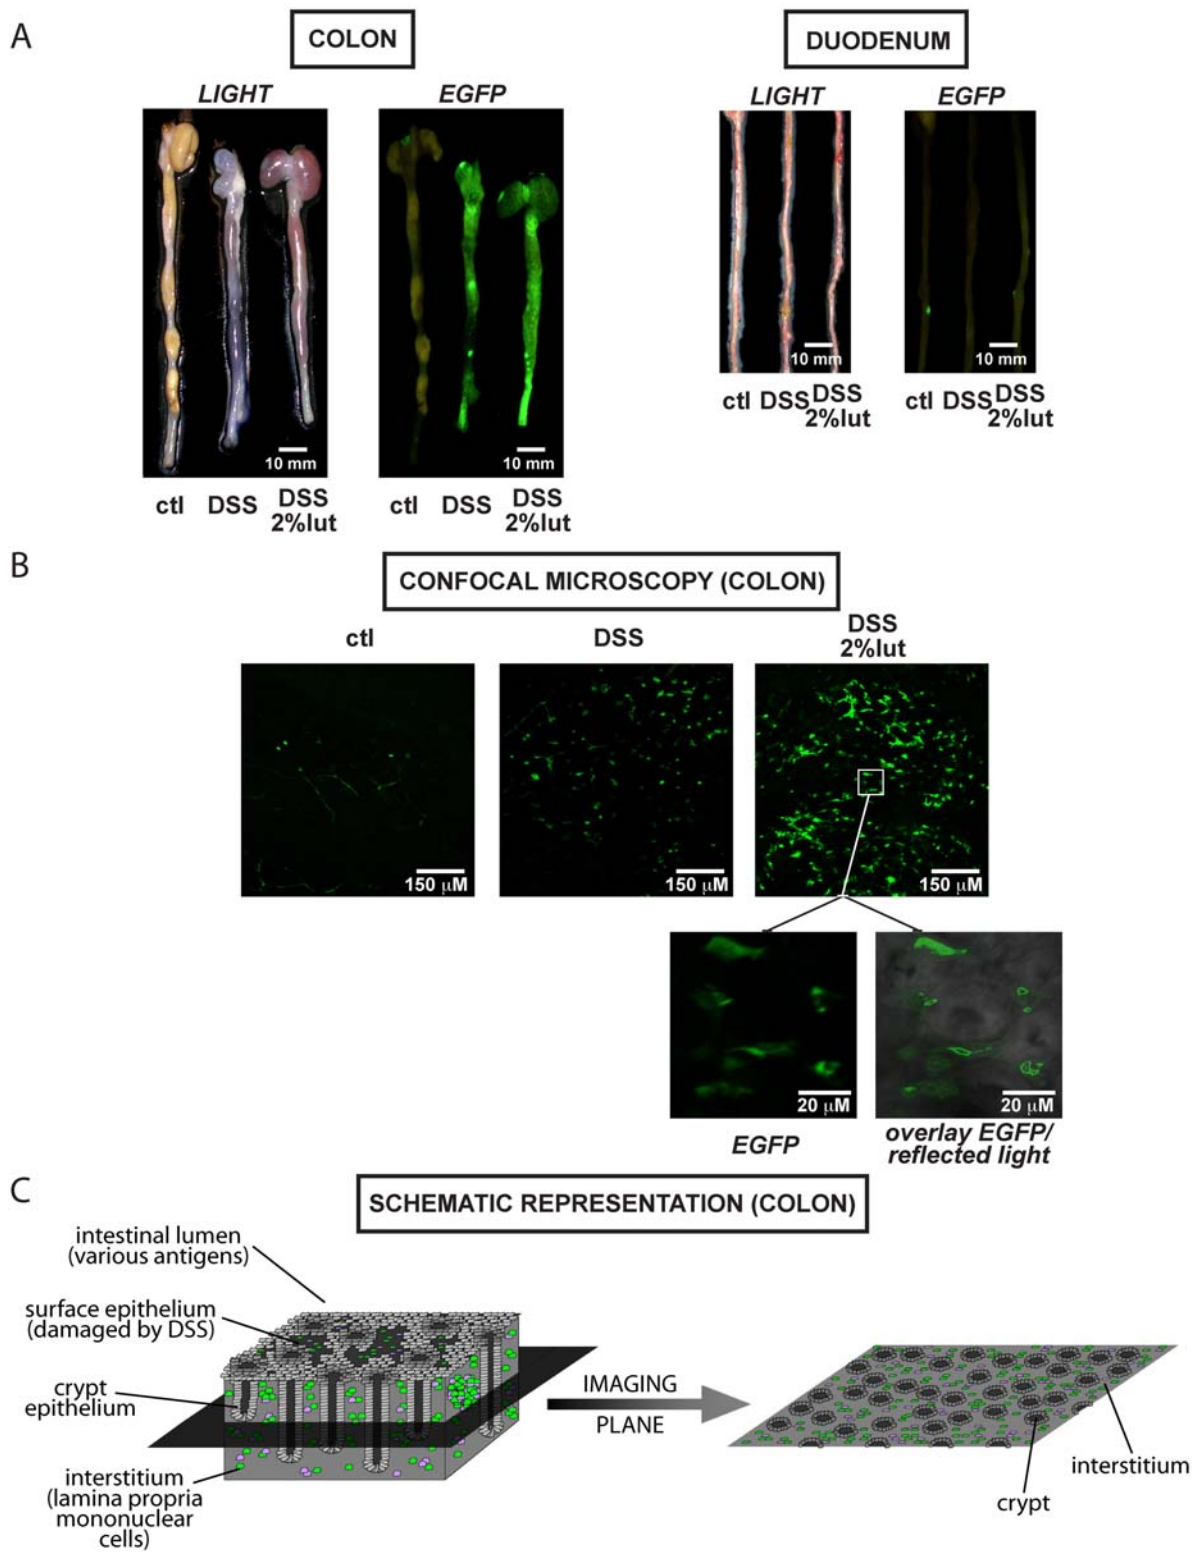 A
COLON
DUODENUM
LIGHT
EGFP
LIGHT
EGFP
10 mm
10 mm
10 mm
10 mm
ctl DSS DSS
2%lut
ctl DSS DSS
2%lut
ctl DSS DSS
2%lut
ctl DSS DSS
2%lut
B
CONFOCAL MICROSCOPY (COLON)
ctl
DSS
DSS
2%lut
150 μM
150 μM
150 μM
20 μM
20 μM
EGFP
overlay EGFP/
reflected light
C
SCHEMATIC REPRESENTATION (COLON)
intestinal lumen
(various antigens)
surface epithelium
(damaged by DSS)
crypt
epithelium
interstitium
(lamina propria
mononuclear
cells)
IMAGING
PLANE
interstitium
crypt